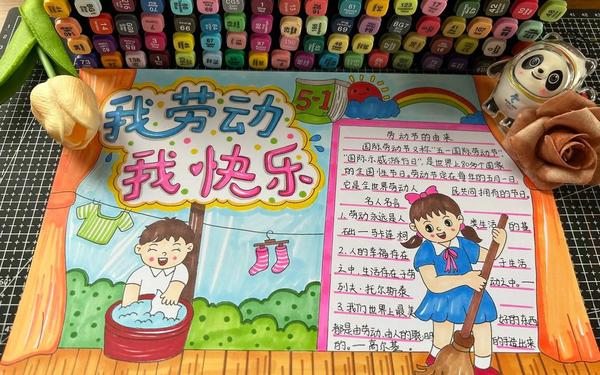 我劳动
我快乐
5·1
劳动节的由来
国际劳动节又称"五一国际劳动节",
"国际示威游行日",是世界上80多个国家
的全国性节日,劳动节定在每年的五月一日,
它是全世界劳动人 民共同拥有的节日。
名人名言
1.劳动永远是人 类生活的基
础—马卡连柯
2.人的幸福存在 于生活
之中,生活存在于劳 动之中,—
列夫·托尔斯泰
3.我们世界上最美 好的东西
都是由劳动,由人的聪明 的手造出来
的。—高尔基